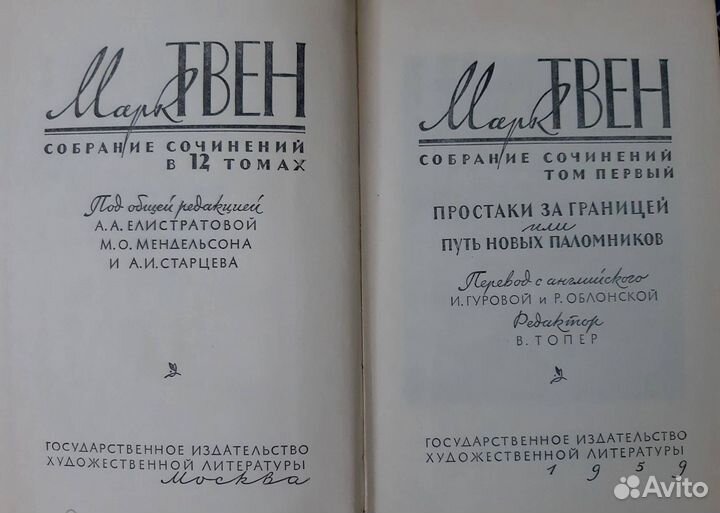 Марк ТВЕН
СОБРАНИЕ СОЧИНЕНИЙ
В 12 ТОМАХ
Под общей редакцией
А.А. ЕЛИСТРАТОВОЙ
М.О. МЕНДЕЛЬСОНА
И А.И. СТАРЦЕВА
ГОСУДАРСТВЕННОЕ ИЗДАТЕЛЬСТВО
ХУДОЖЕСТВЕННОЙ ЛИТЕРАТУРЫ
Москва
Марк ТВЕН
СОБРАНИЕ СОЧИНЕНИЙ
ТОМ ПЕРВЫЙ
ПРОСТАКИ ЗА ГРАНИЦЕЙ
или
ПУТЬ НОВЫХ ПАЛОМНИКОВ
Перевод с английского
И. ГУРОВОЙ и Р. ОБЛОНСКОЙ
Редактор
В. ТОПЕР
ГОСУДАРСТВЕННОЕ ИЗДАТЕЛЬСТВО
ХУДОЖЕСТВЕННОЙ ЛИТЕРАТУРЫ
1959
Avito